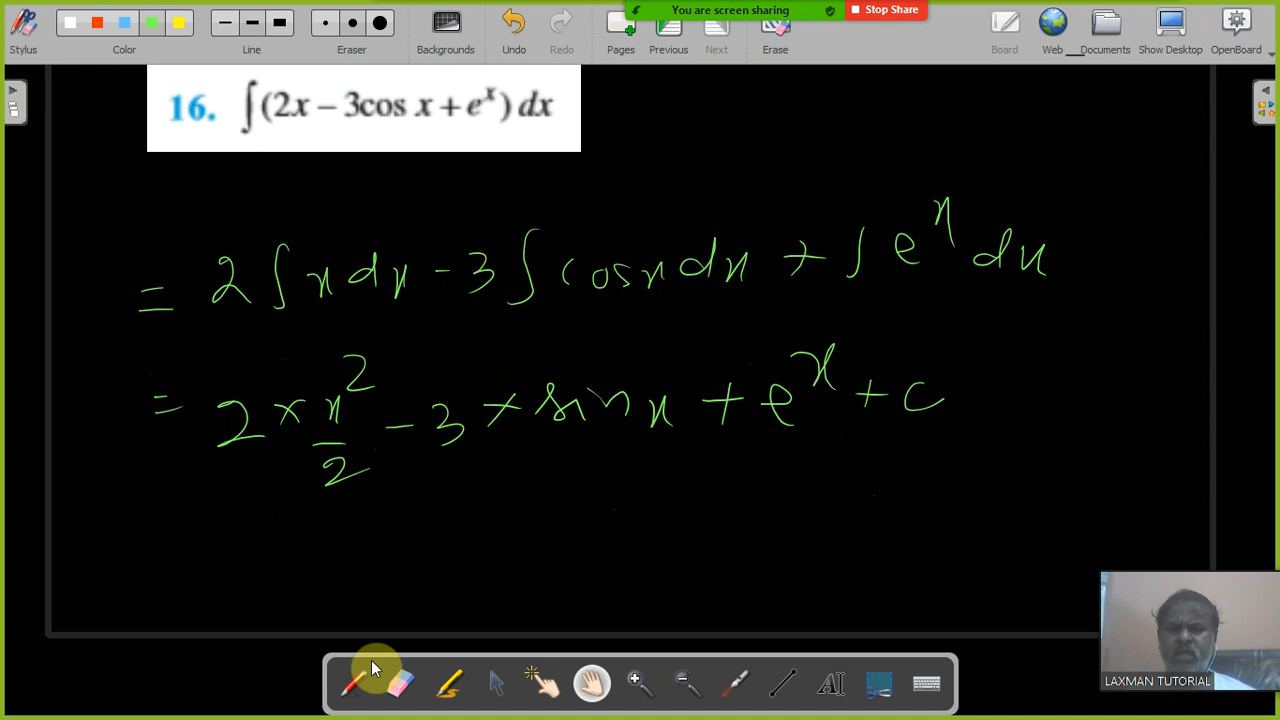 You are screen sharing Stop Share
Stylus Color Line Eraser Backgrounds Undo Redo Pages Previous Next Erase Board Web Documents Show Desktop OpenBoard
16. ∫(2x − 3cos x + eˣ) dx
= 2 ∫ x dx − 3 ∫ cos x dx + ∫ eˣ dx
= 2 × x²/2 − 3 × sin x + eˣ + c
LAXMAN TUTORIAL
AI